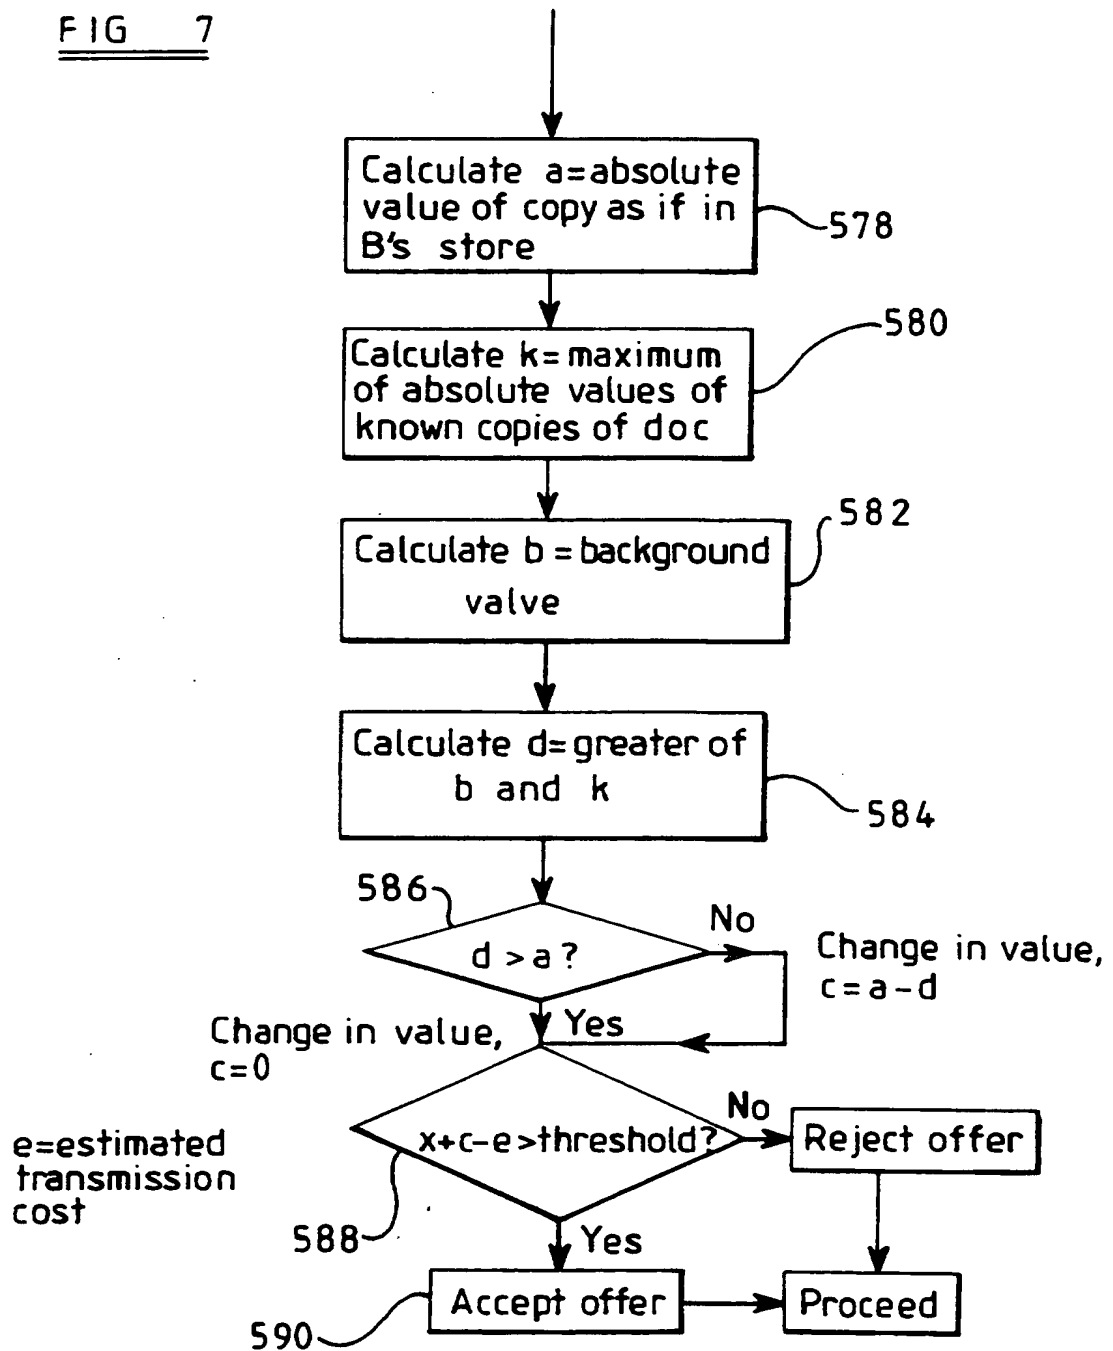 FIG 7
Calculate a=absolute
value of copy as if in
B's store
578
580
Calculate k=maximum
of absolute values of
known copies of doc
582
Calculate b=background
valve
Calculate d=greater of
b and k
584
586
d>a?
No
Change in value,
c=a-d
Yes
Change in value,
c=0
e=estimated
transmission
cost
x+c-e>threshold?
No
Reject offer
588
Yes
Accept offer
Proceed
590